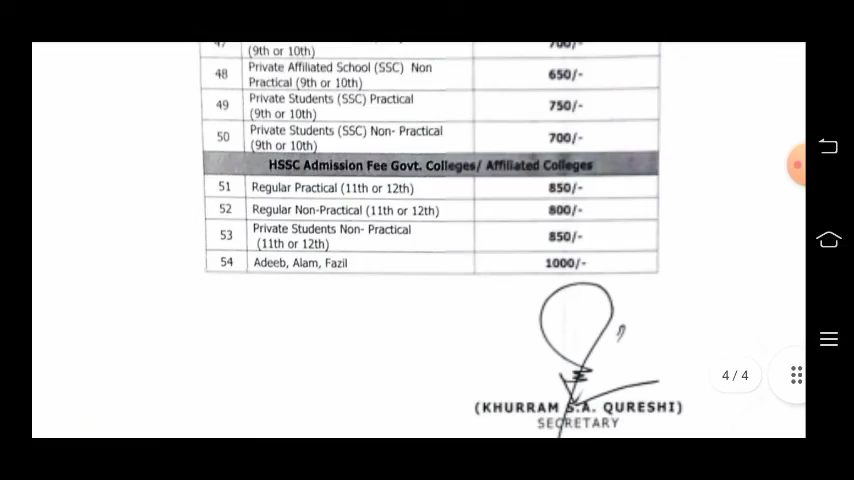 (9th or 10th) 700/-
48 Private Affiliated School (SSC) Non
Practical (9th or 10th) 650/-
49 Private Students (SSC) Practical
(9th or 10th) 750/-
50 Private Students (SSC) Non- Practical
(9th or 10th) 700/-
HSSC Admission Fee Govt. Colleges/ Affiliated Colleges
51 Regular Practical (11th or 12th) 850/-
52 Regular Non-Practical (11th or 12th) 800/-
53 Private Students Non- Practical
(11th or 12th) 850/-
54 Adeeb, Alam, Fazil 1000/-
4 / 4
(KHURRAM S.A. QURESHI)
SECRETARY